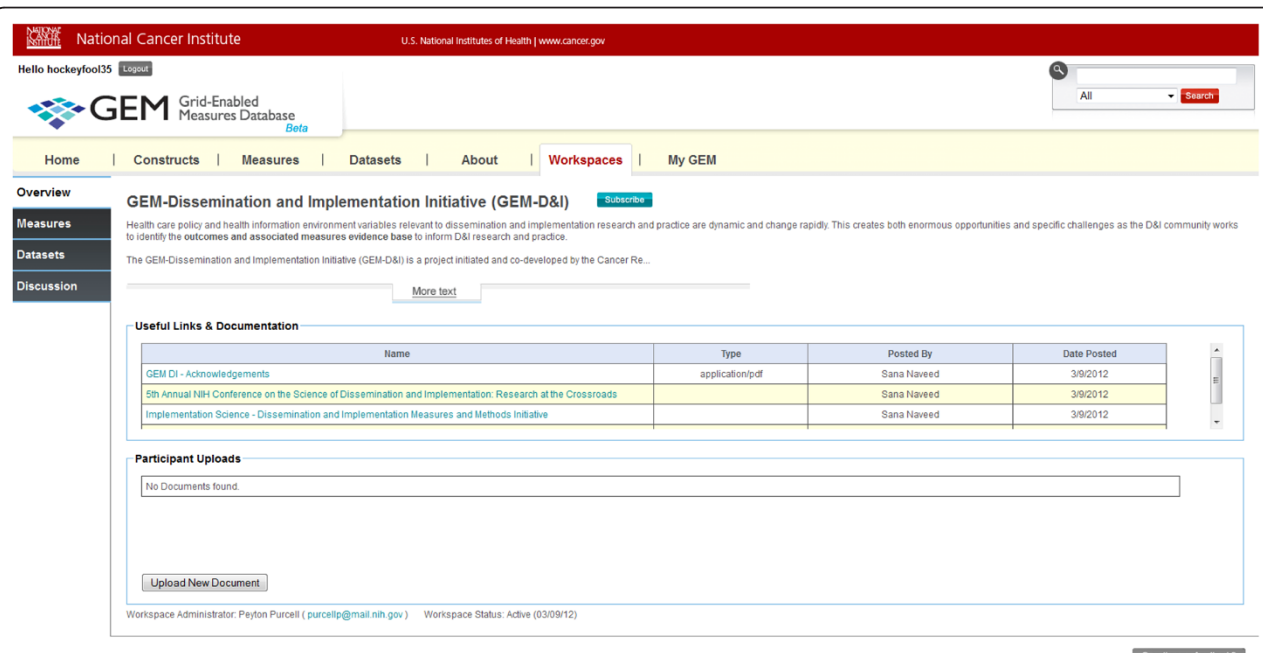 NATIONAL CANCER INSTITUTE National Cancer Institute U.S. National Institutes of Health | www.cancer.gov
Hello hockeyfool35 Logout
GEM Grid-Enabled
Measures Database
Beta
All Search
Home | Constructs | Measures | Datasets | About | Workspaces | My GEM
Overview
Measures
Datasets
Discussion
GEM-Dissemination and Implementation Initiative (GEM-D&I) Subscribe
Health care policy and health information environment variables relevant to dissemination and implementation research and practice are dynamic and change rapidly. This creates both enormous opportunities and specific challenges as the D&I community works
to identify the outcomes and associated measures evidence base to inform D&I research and practice.
The GEM-Dissemination and Implementation Initiative (GEM-D&I) is a project initiated and co-developed by the Cancer Re...
More text
Useful Links & Documentation
Name Type Posted By Date Posted
GEM DI - Acknowledgements application/pdf Sana Naveed 3/9/2012
5th Annual NIH Conference on the Science of Dissemination and Implementation: Research at the Crossroads Sana Naveed 3/9/2012
Implementation Science - Dissemination and Implementation Measures and Methods Initiative Sana Naveed 3/9/2012
Participant Uploads
No Documents found.
Upload New Document
Workspace Administrator: Peyton Purcell ( purcellp@mail.nih.gov ) Workspace Status: Active (03/09/12)